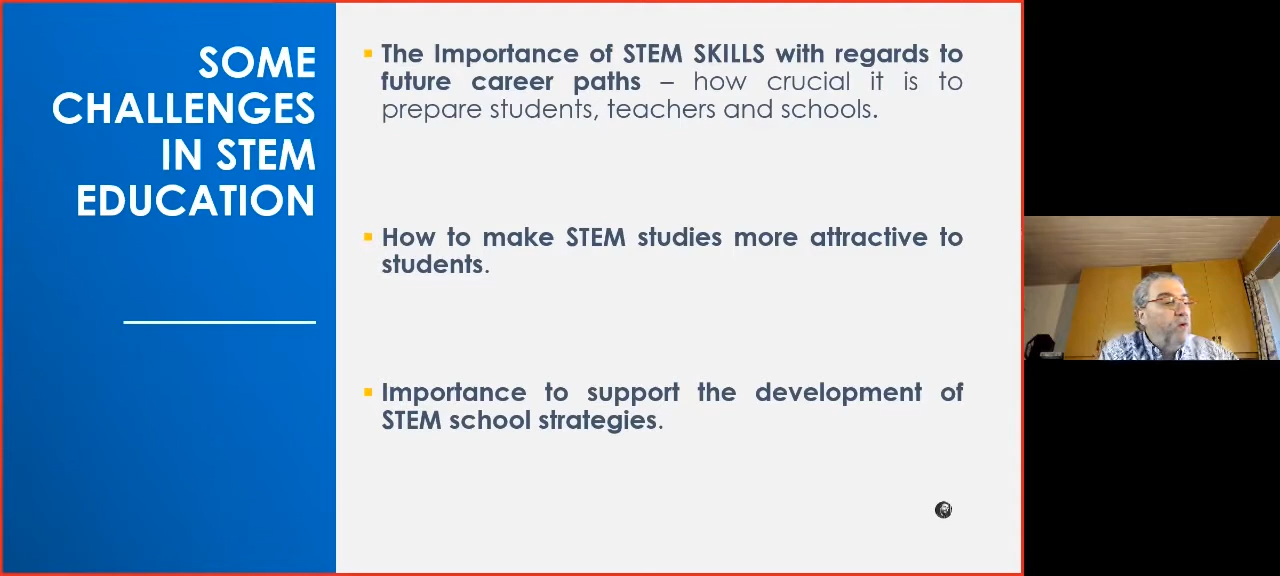 SOME
CHALLENGES
IN STEM
EDUCATION
The Importance of STEM SKILLS with regards to
future career paths – how crucial it is to
prepare students, teachers and schools.
How to make STEM studies more attractive to
students.
Importance to support the development of
STEM school strategies.